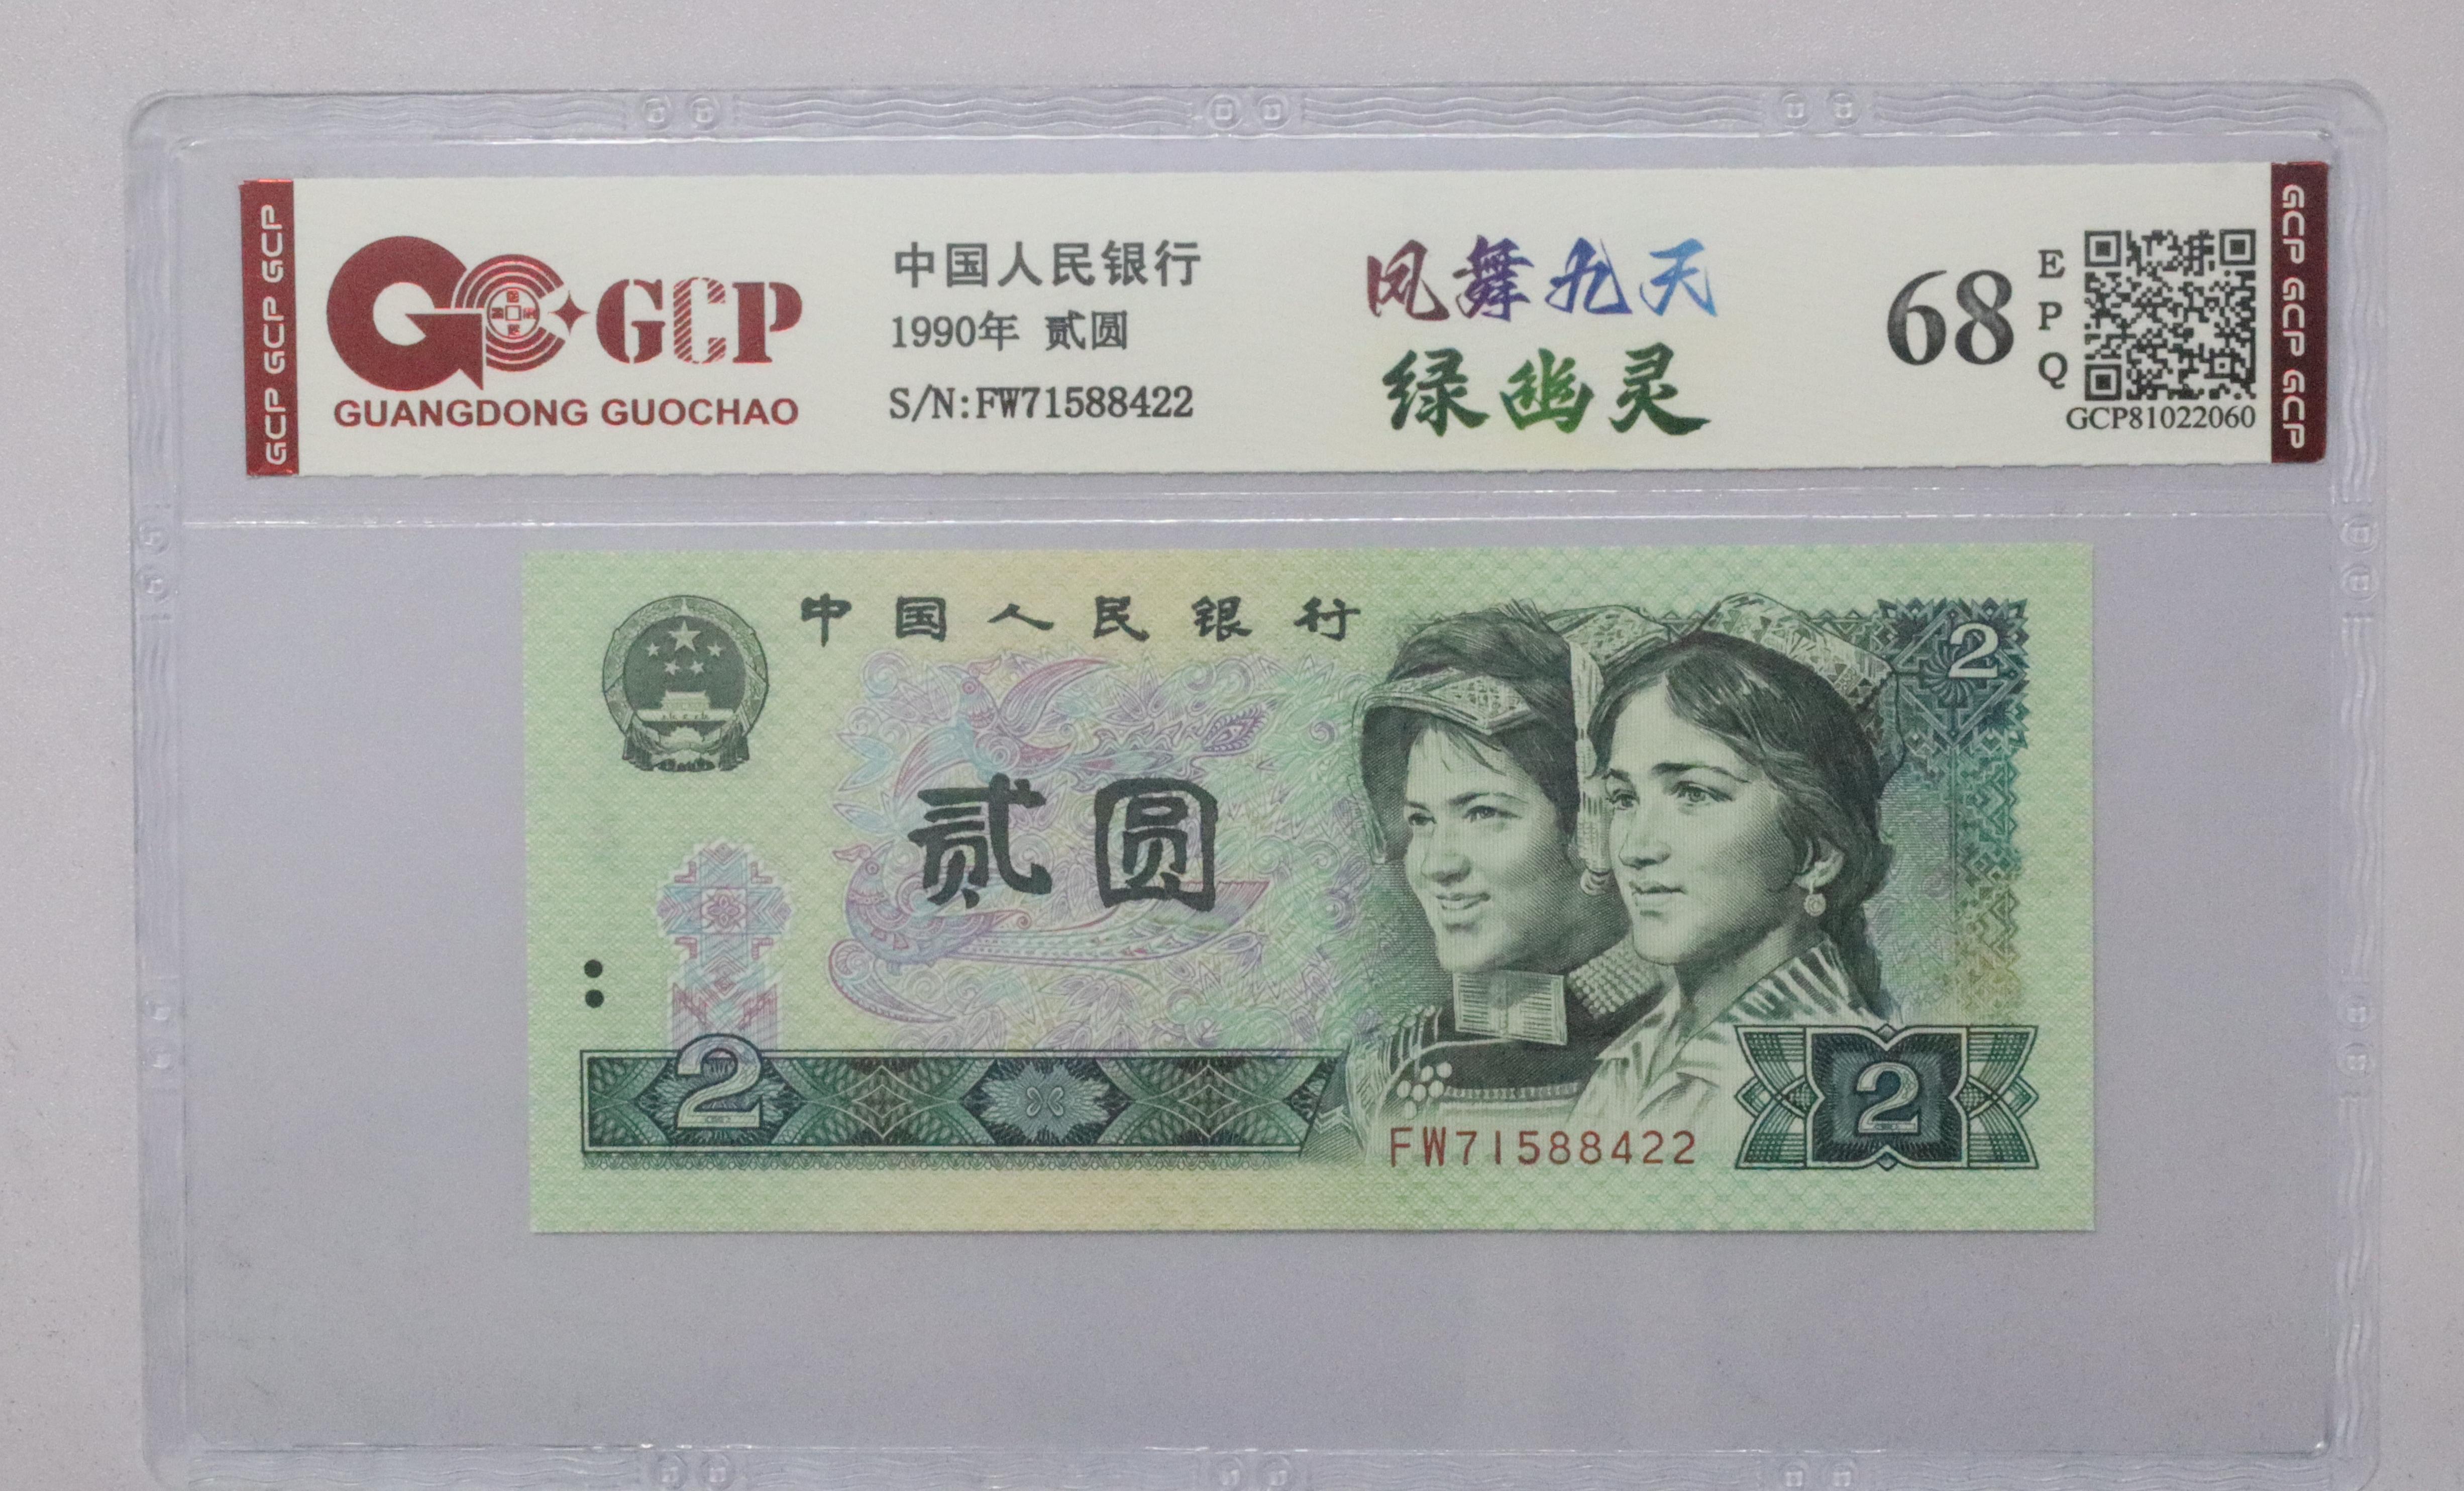 GCP GCP GCP
GCP
GUANGDONG GUOCHAO
中国人民银行
1990年 贰圆
S/N:FW71588422
凤舞九天
绿幽灵
68
EPQ
GCP81022060
GCP GCP GCP
中国人民银行
2
贰圆
2
FW71588422
2